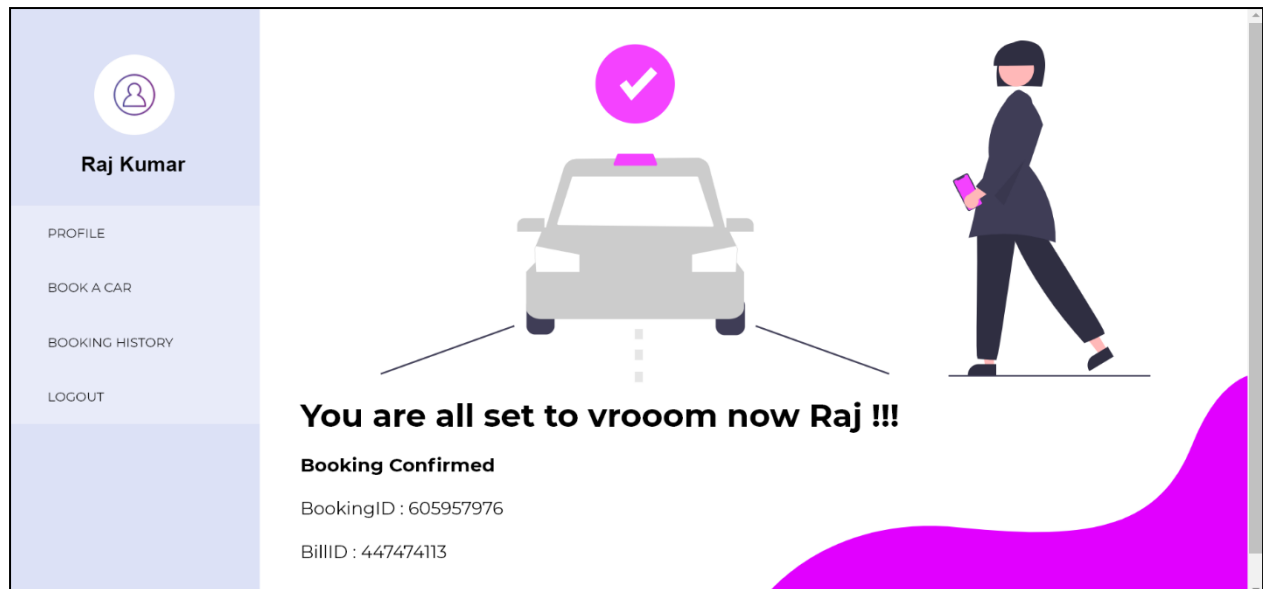 Raj Kumar
PROFILE
BOOK A CAR
BOOKING HISTORY
LOGOUT
You are all set to vrooom now Raj !!!
Booking Confirmed
BookingID : 605957976
BillID : 447474113